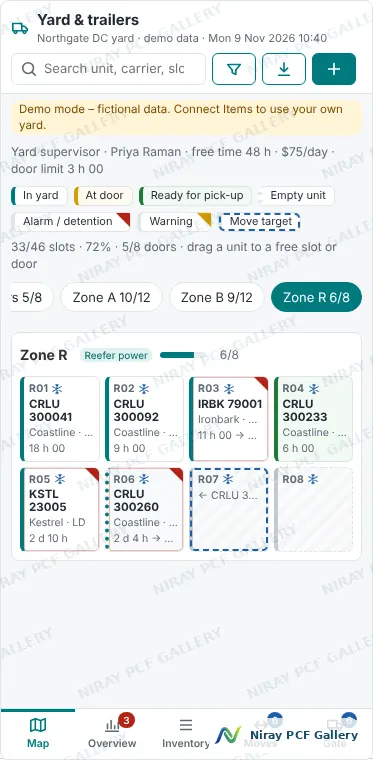 Yard & trailers
Northgate DC yard · demo data · Mon 9 Nov 2026 10:40
Search unit, carrier, slc
Demo mode – fictional data. Connect Items to use your own
yard.
Yard supervisor · Priya Raman · free time 48 h · $75/day ·
door limit 3 h 00
In yard
At door
Ready for pick-up
Empty unit
Alarm / detention
Warning
Move target
33/46 slots · 72% · 5/8 doors · drag a unit to a free slot or
door
s 5/8
Zone A 10/12
Zone B 9/12
Zone R 6/8
Zone R
Reefer power
6/8
R01
CRLU
300041
Coastline · ...
18 h 00
R02
CRLU
300092
Coastline · ...
9 h 00
R03
IRBK 79001
Ironbark · ...
11 h 00 → ...
R04
CRLU
300233
Coastline · ...
6 h 00
R05
KSTL
23005
Kestrel · LD
2 d 10 h
R06
CRLU
300260
Coastline · ...
2 d 4 h → ...
R07
← CRLU 3...
R08
Map
3
Overview
Inventory
Moves
Gate
Niray PCF Gallery
NIRAY PCF GALLERY